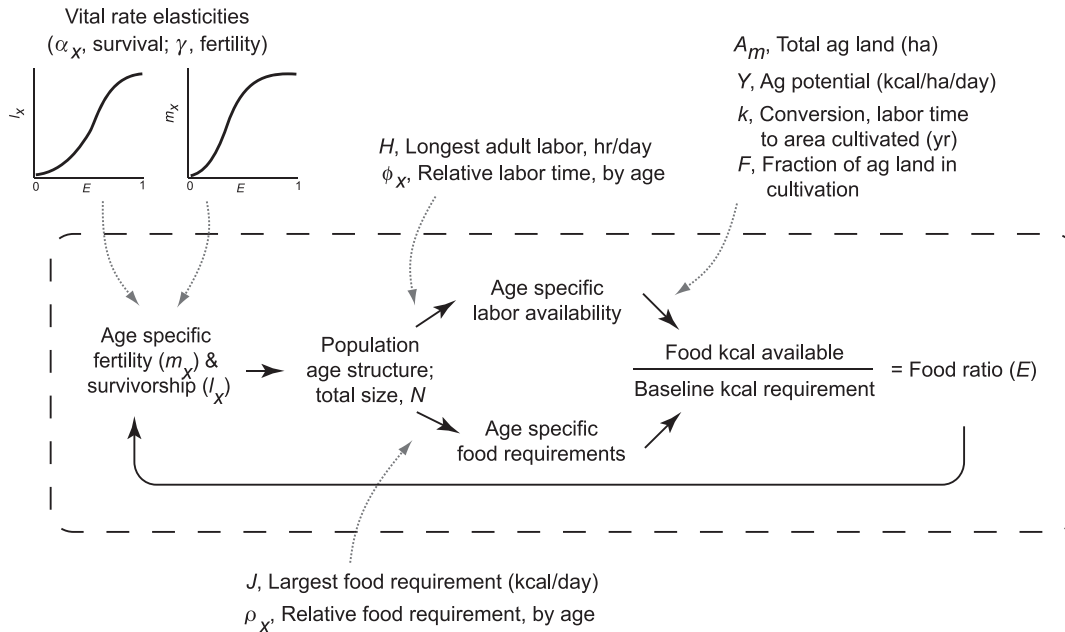 Vital rate elasticities
(αx, survival; γ, fertility)
lx
0
E
1
mx
0
E
1
Am, Total ag land (ha)
Y, Ag potential (kcal/ha/day)
k, Conversion, labor time
to area cultivated (yr)
F, Fraction of ag land in
cultivation
H, Longest adult labor, hr/day
ϕx, Relative labor time, by age
Age specific
fertility (mx) &
survivorship (lx)
Population
age structure;
total size, N
Age specific
labor availability
Age specific
food requirements
Food kcal available
Baseline kcal requirement
= Food ratio (E)
J, Largest food requirement (kcal/day)
ρx, Relative food requirement, by age